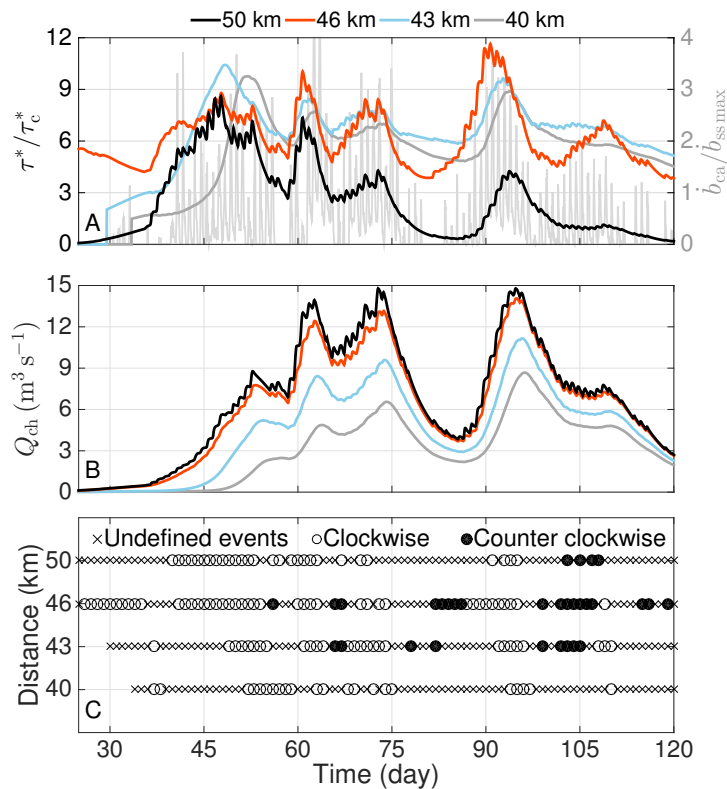 50 km 46 km 43 km 40 km
12
9
6
3
0
τ*/τc*
4
3
2
1
0
bca/bss max
A
15
12
9
6
3
0
Qch (m³ s⁻¹)
B
×Undefined events ○Clockwise ●Counter clockwise
50
46
43
40
Distance (km)
C
30 45 60 75 90 105 120
Time (day)